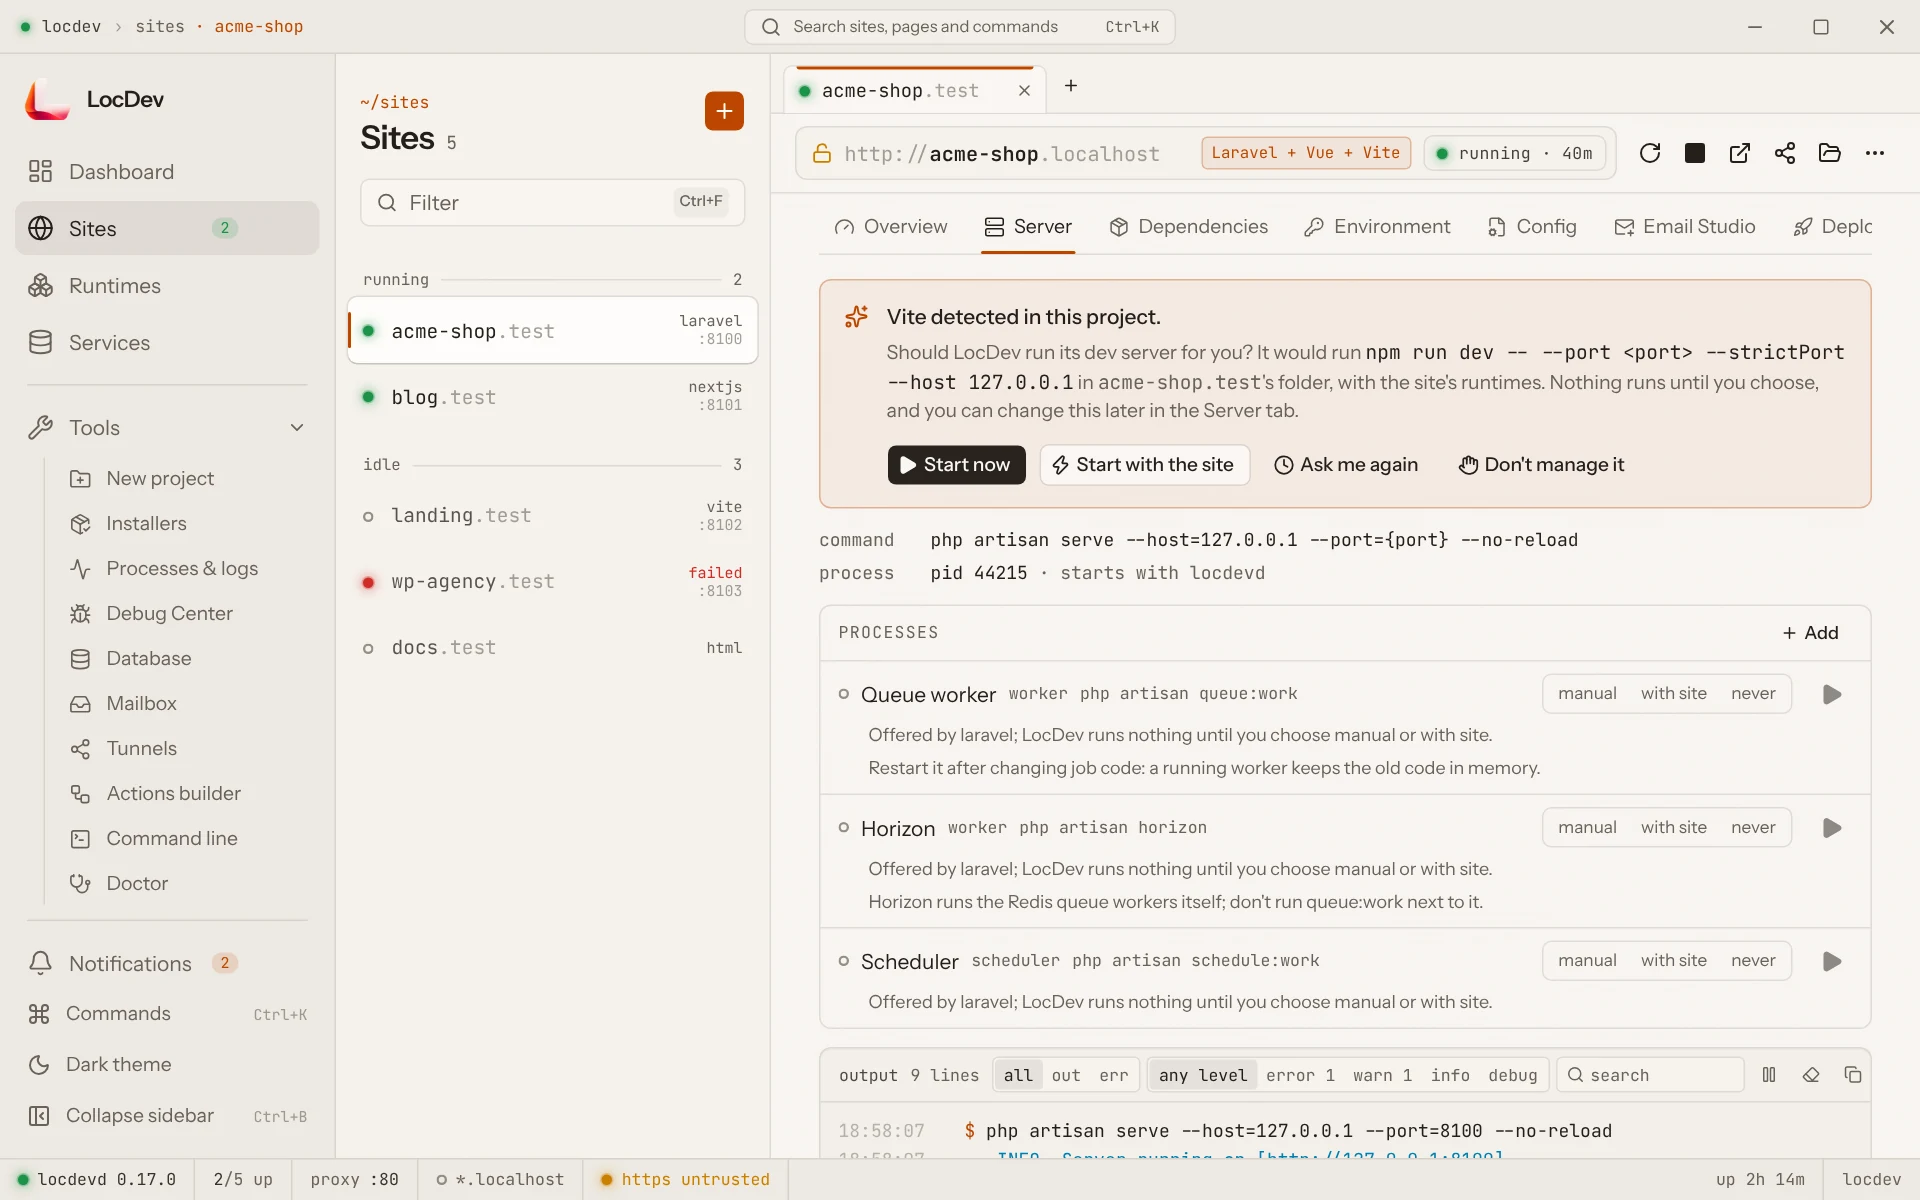 locdev › sites · acme-shop
Search sites, pages and commands Ctrl+K
LocDev
Dashboard
Sites 2
Runtimes
Services
Tools
New project
Installers
Processes & logs
Debug Center
Database
Mailbox
Tunnels
Actions builder
Command line
Doctor
Notifications 2
Commands Ctrl+K
Dark theme
Collapse sidebar Ctrl+B
~/sites
Sites 5
Filter Ctrl+F
running 2
acme-shop.test laravel
:8100
blog.test nextjs
:8101
idle 3
landing.test vite
:8102
wp-agency.test failed
:8103
docs.test html
acme-shop.test
http://acme-shop.localhost Laravel + Vue + Vite running · 40m
Overview Server Dependencies Environment Config Email Studio Deplo
Vite detected in this project.
Should LocDev run its dev server for you? It would run npm run dev -- --port <port> --strictPort
--host 127.0.0.1 in acme-shop.test's folder, with the site's runtimes. Nothing runs until you choose,
and you can change this later in the Server tab.
Start now Start with the site Ask me again Don't manage it
command php artisan serve --host=127.0.0.1 --port={port} --no-reload
process pid 44215 · starts with locdevd
PROCESSES + Add
Queue worker worker php artisan queue:work manual with site never
Offered by laravel; LocDev runs nothing until you choose manual or with site.
Restart it after changing job code: a running worker keeps the old code in memory.
Horizon worker php artisan horizon manual with site never
Offered by laravel; LocDev runs nothing until you choose manual or with site.
Horizon runs the Redis queue workers itself; don't run queue:work next to it.
Scheduler scheduler php artisan schedule:work manual with site never
Offered by laravel; LocDev runs nothing until you choose manual or with site.
output 9 lines all out err any level error 1 warn 1 info debug search
18:58:07 $ php artisan serve --host=127.0.0.1 --port=8100 --no-reload
18:58:07 INFO Server running on [http://127.0.0.1:8100]
locdevd 0.17.0 2/5 up proxy :80 *.localhost https untrusted up 2h 14m locdev